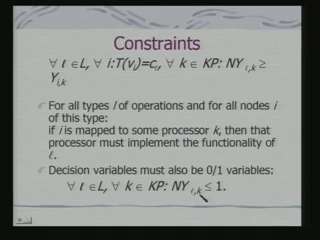 Constraints
∀ ℓ ∈L, ∀ i:T(vᵢ)=cₗ, ∀ k ∈ KP: NY ℓ,k ≥
Yi,k
For all types l of operations and for all nodes i
of this type:
if i is mapped to some processor k, then that
processor must implement the functionality of
ℓ.
Decision variables must also be 0/1 variables:
∀ ℓ ∈L, ∀ k ∈ KP: NY ℓ,k ≤ 1.